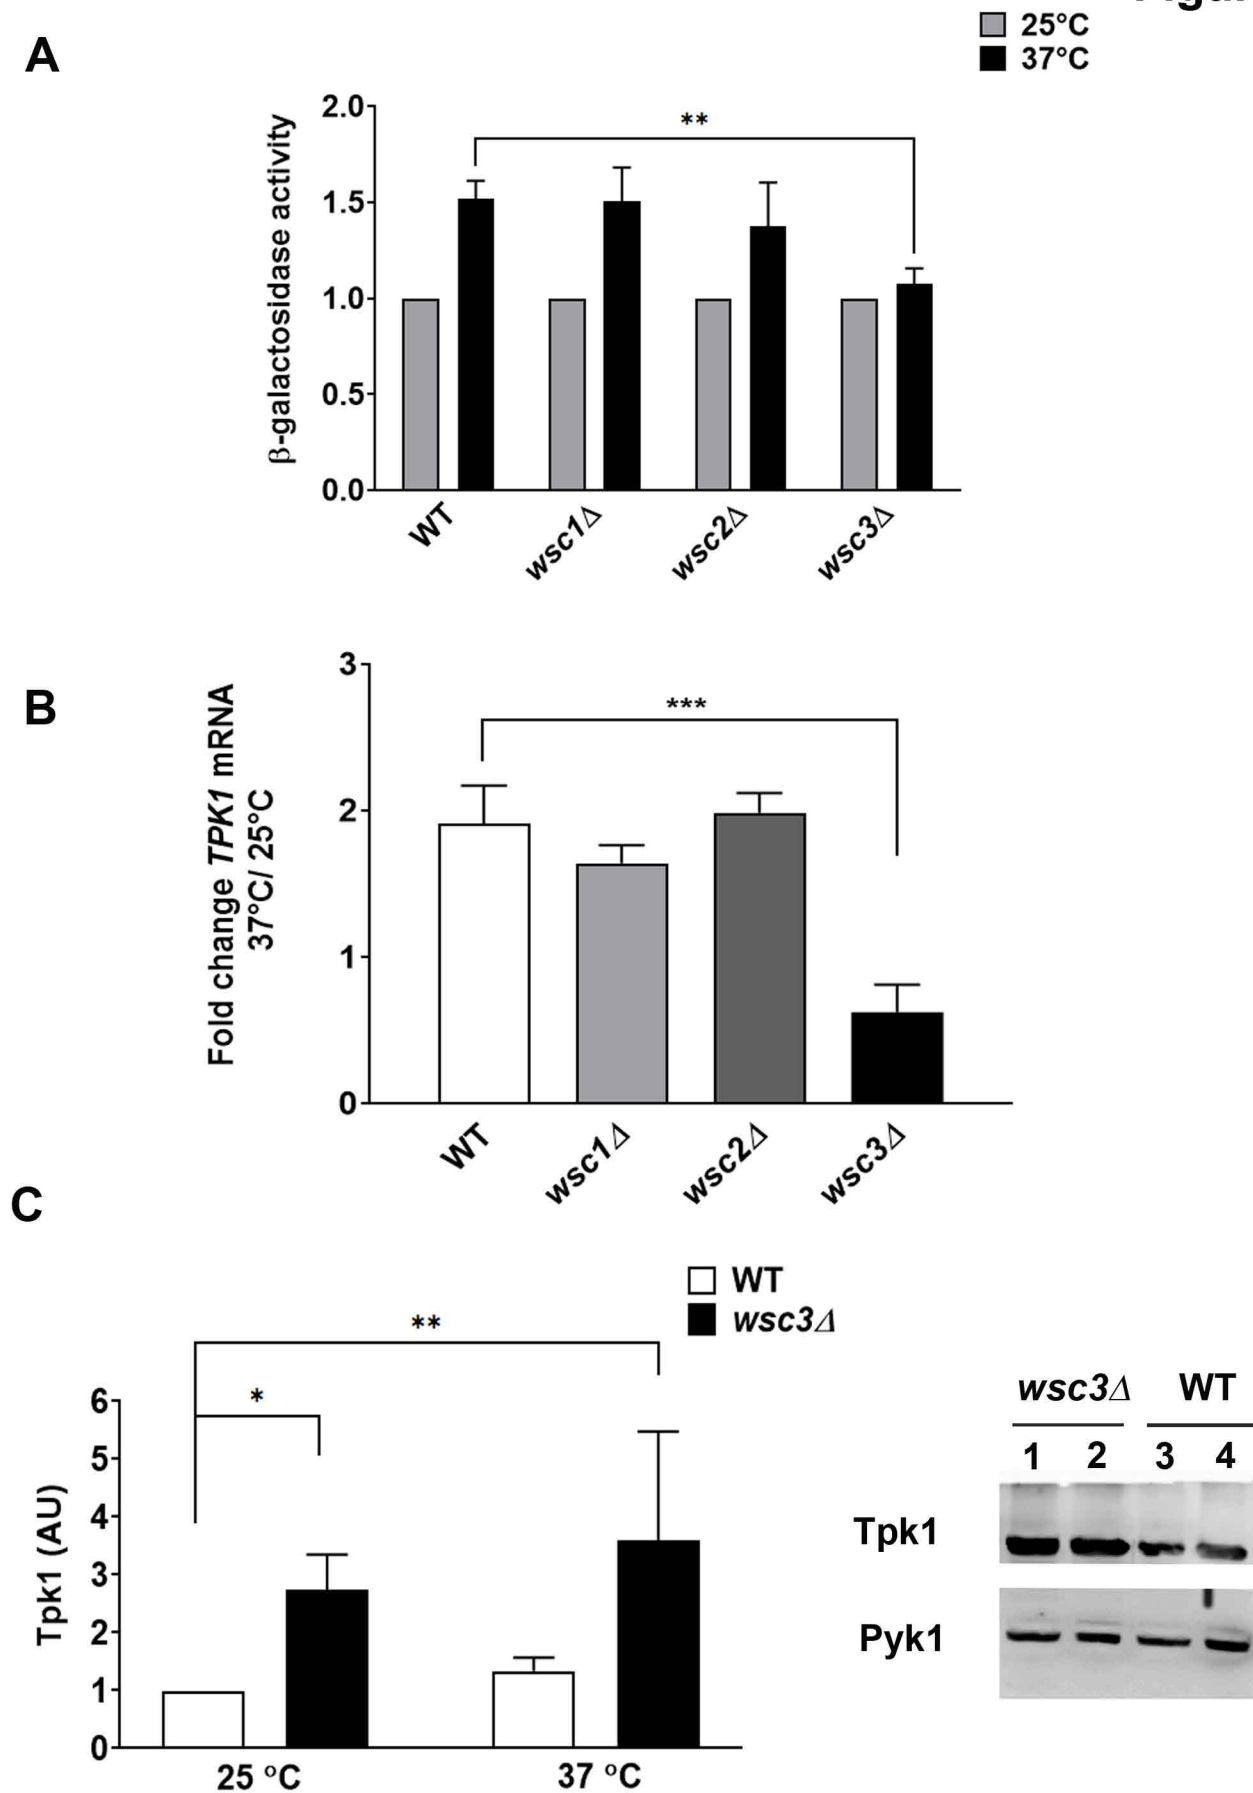 25°C
37°C
A
**
β-galactosidase activity
2.0
1.5
1.0
0.5
0.0
WT
wsc1Δ
wsc2Δ
wsc3Δ
B
***
Fold change TPK1 mRNA
37°C/ 25°C
3
2
1
0
WT
wsc1Δ
wsc2Δ
wsc3Δ
C
WT
wsc3Δ
**
*
Tpk1 (AU)
6
5
4
3
2
1
0
25 ºC
37 ºC
wsc3Δ WT
1 2 3 4
Tpk1
Pyk1